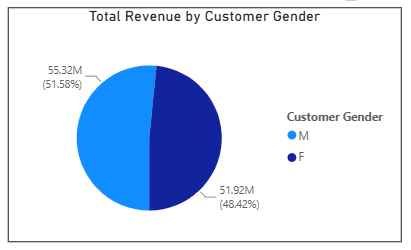 Total Revenue by Customer Gender
55.32M
(51.58%)
Customer Gender
M
F
51.92M
(48.42%)